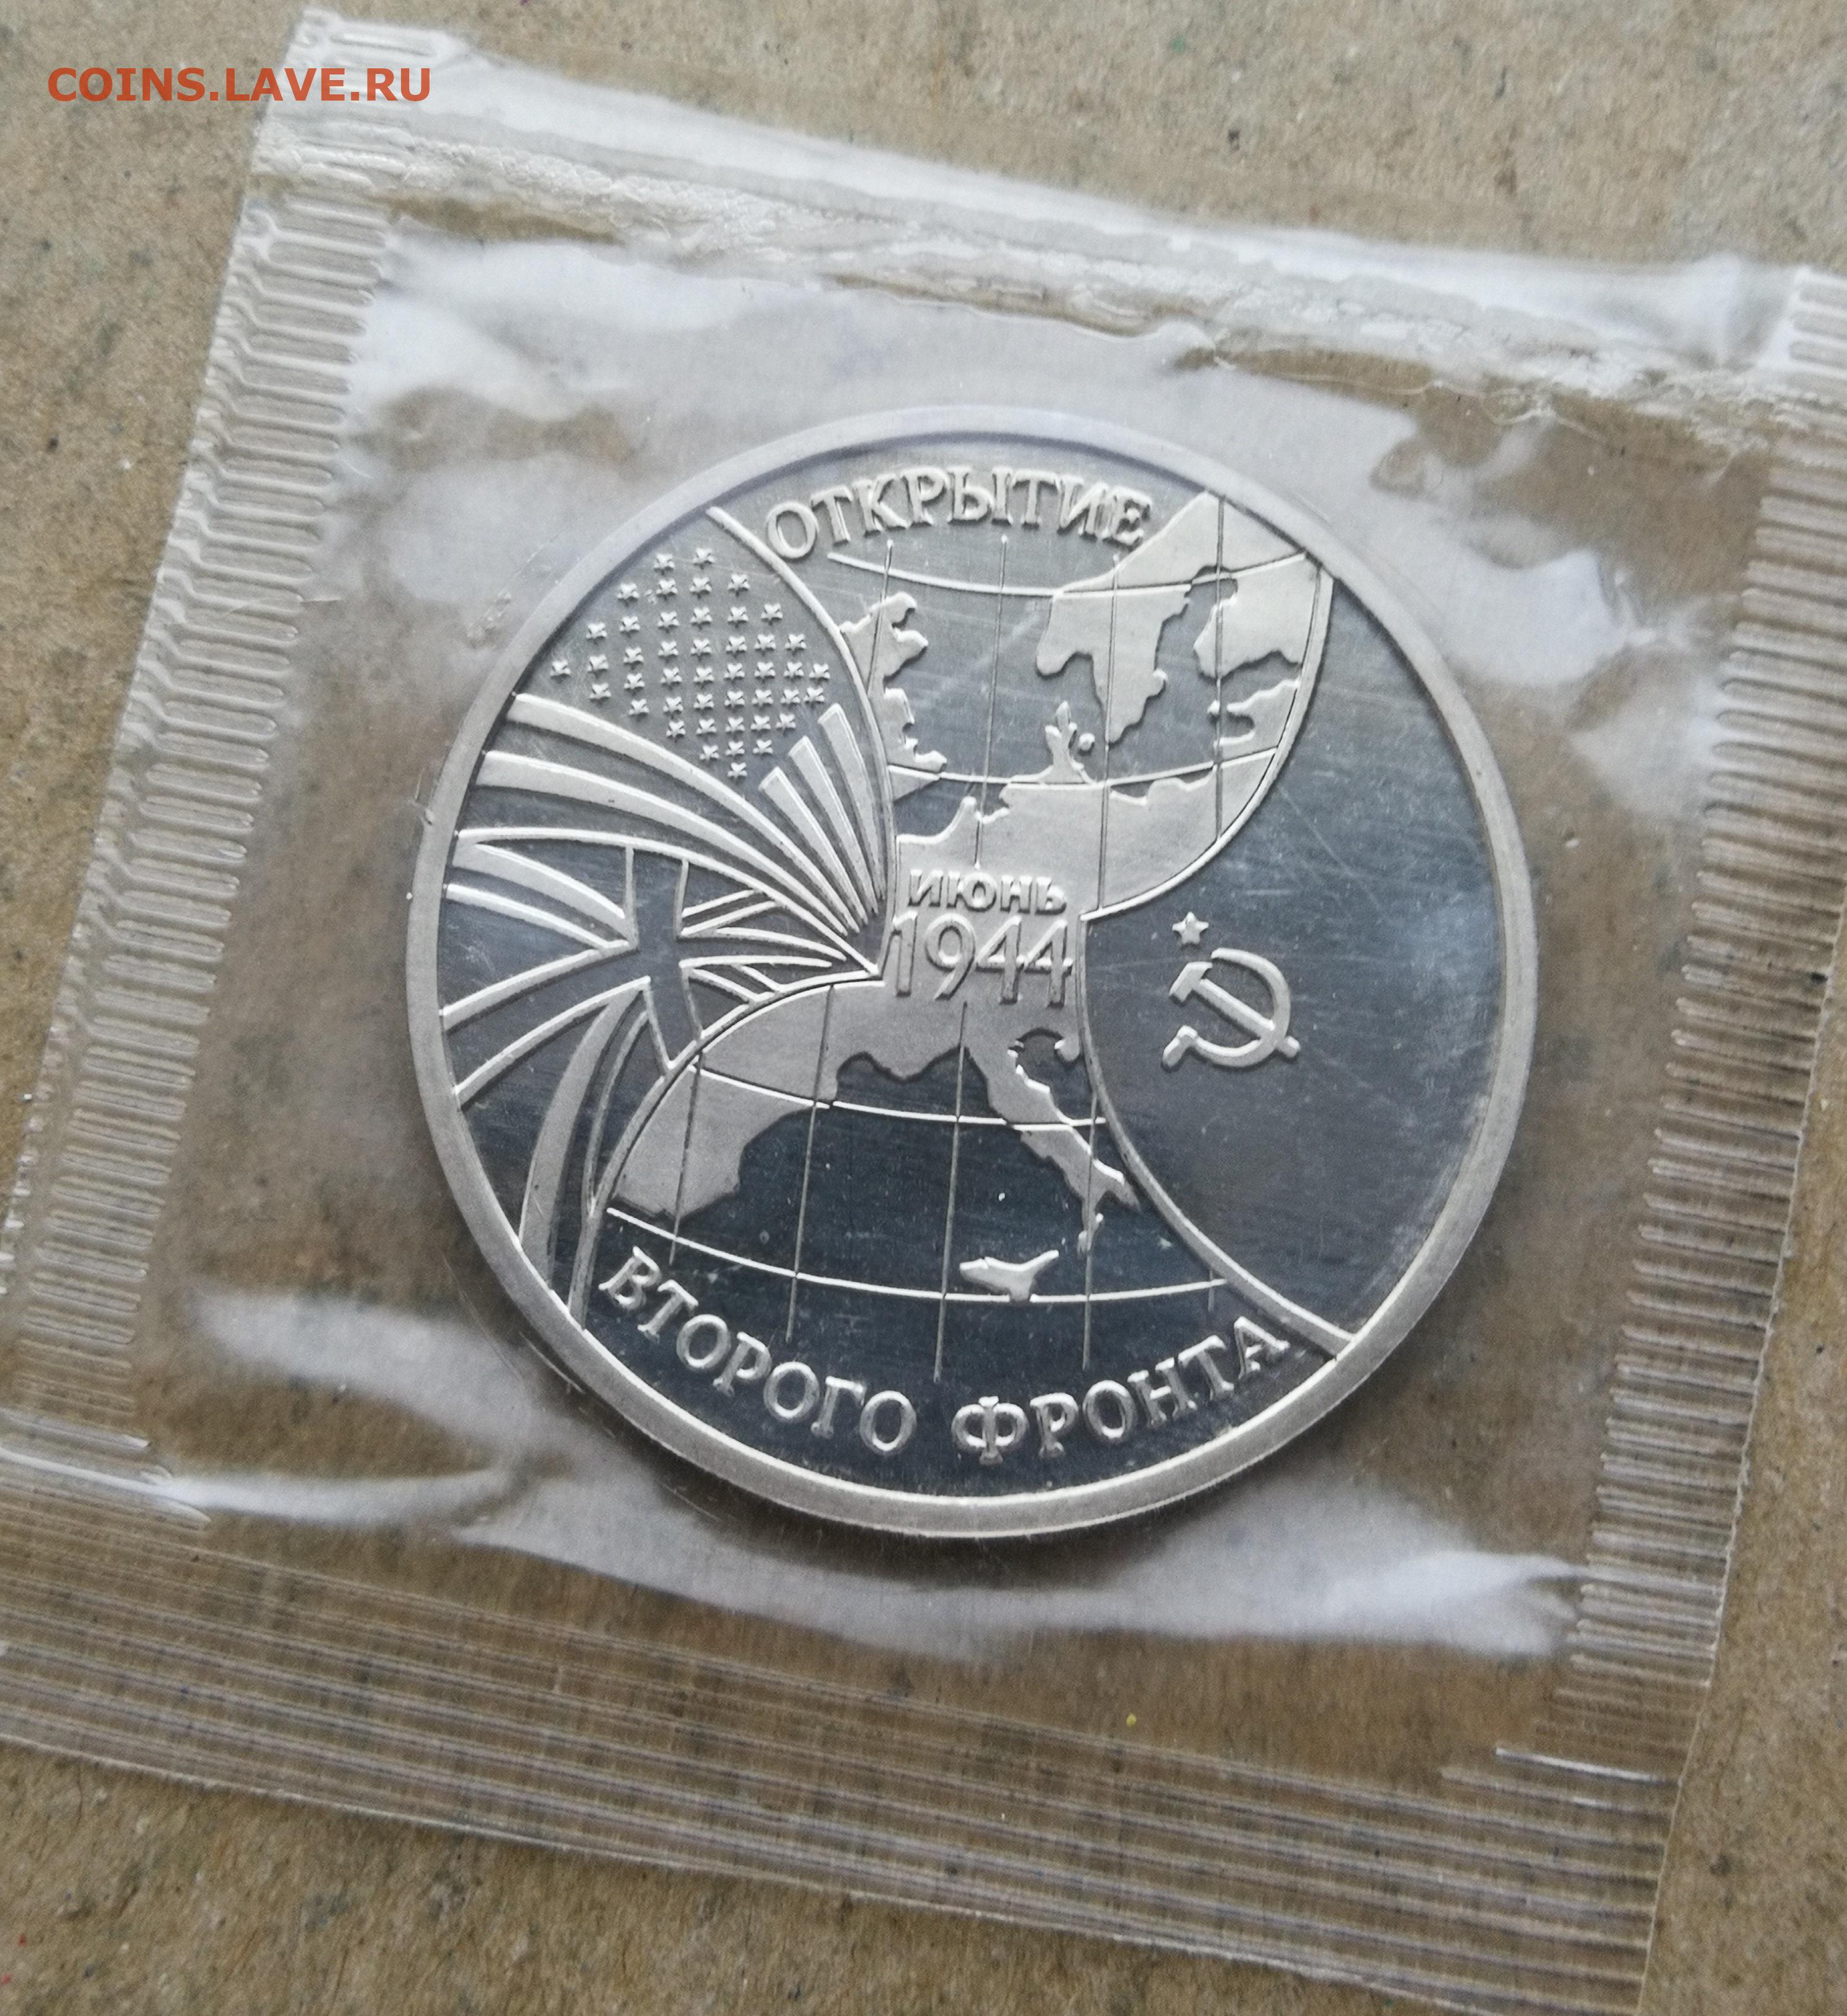 COINS.LAVE.RU
ОТКРЫТИЕ
ИЮНЬ
1944
ВТОРОГО ФРОНТА